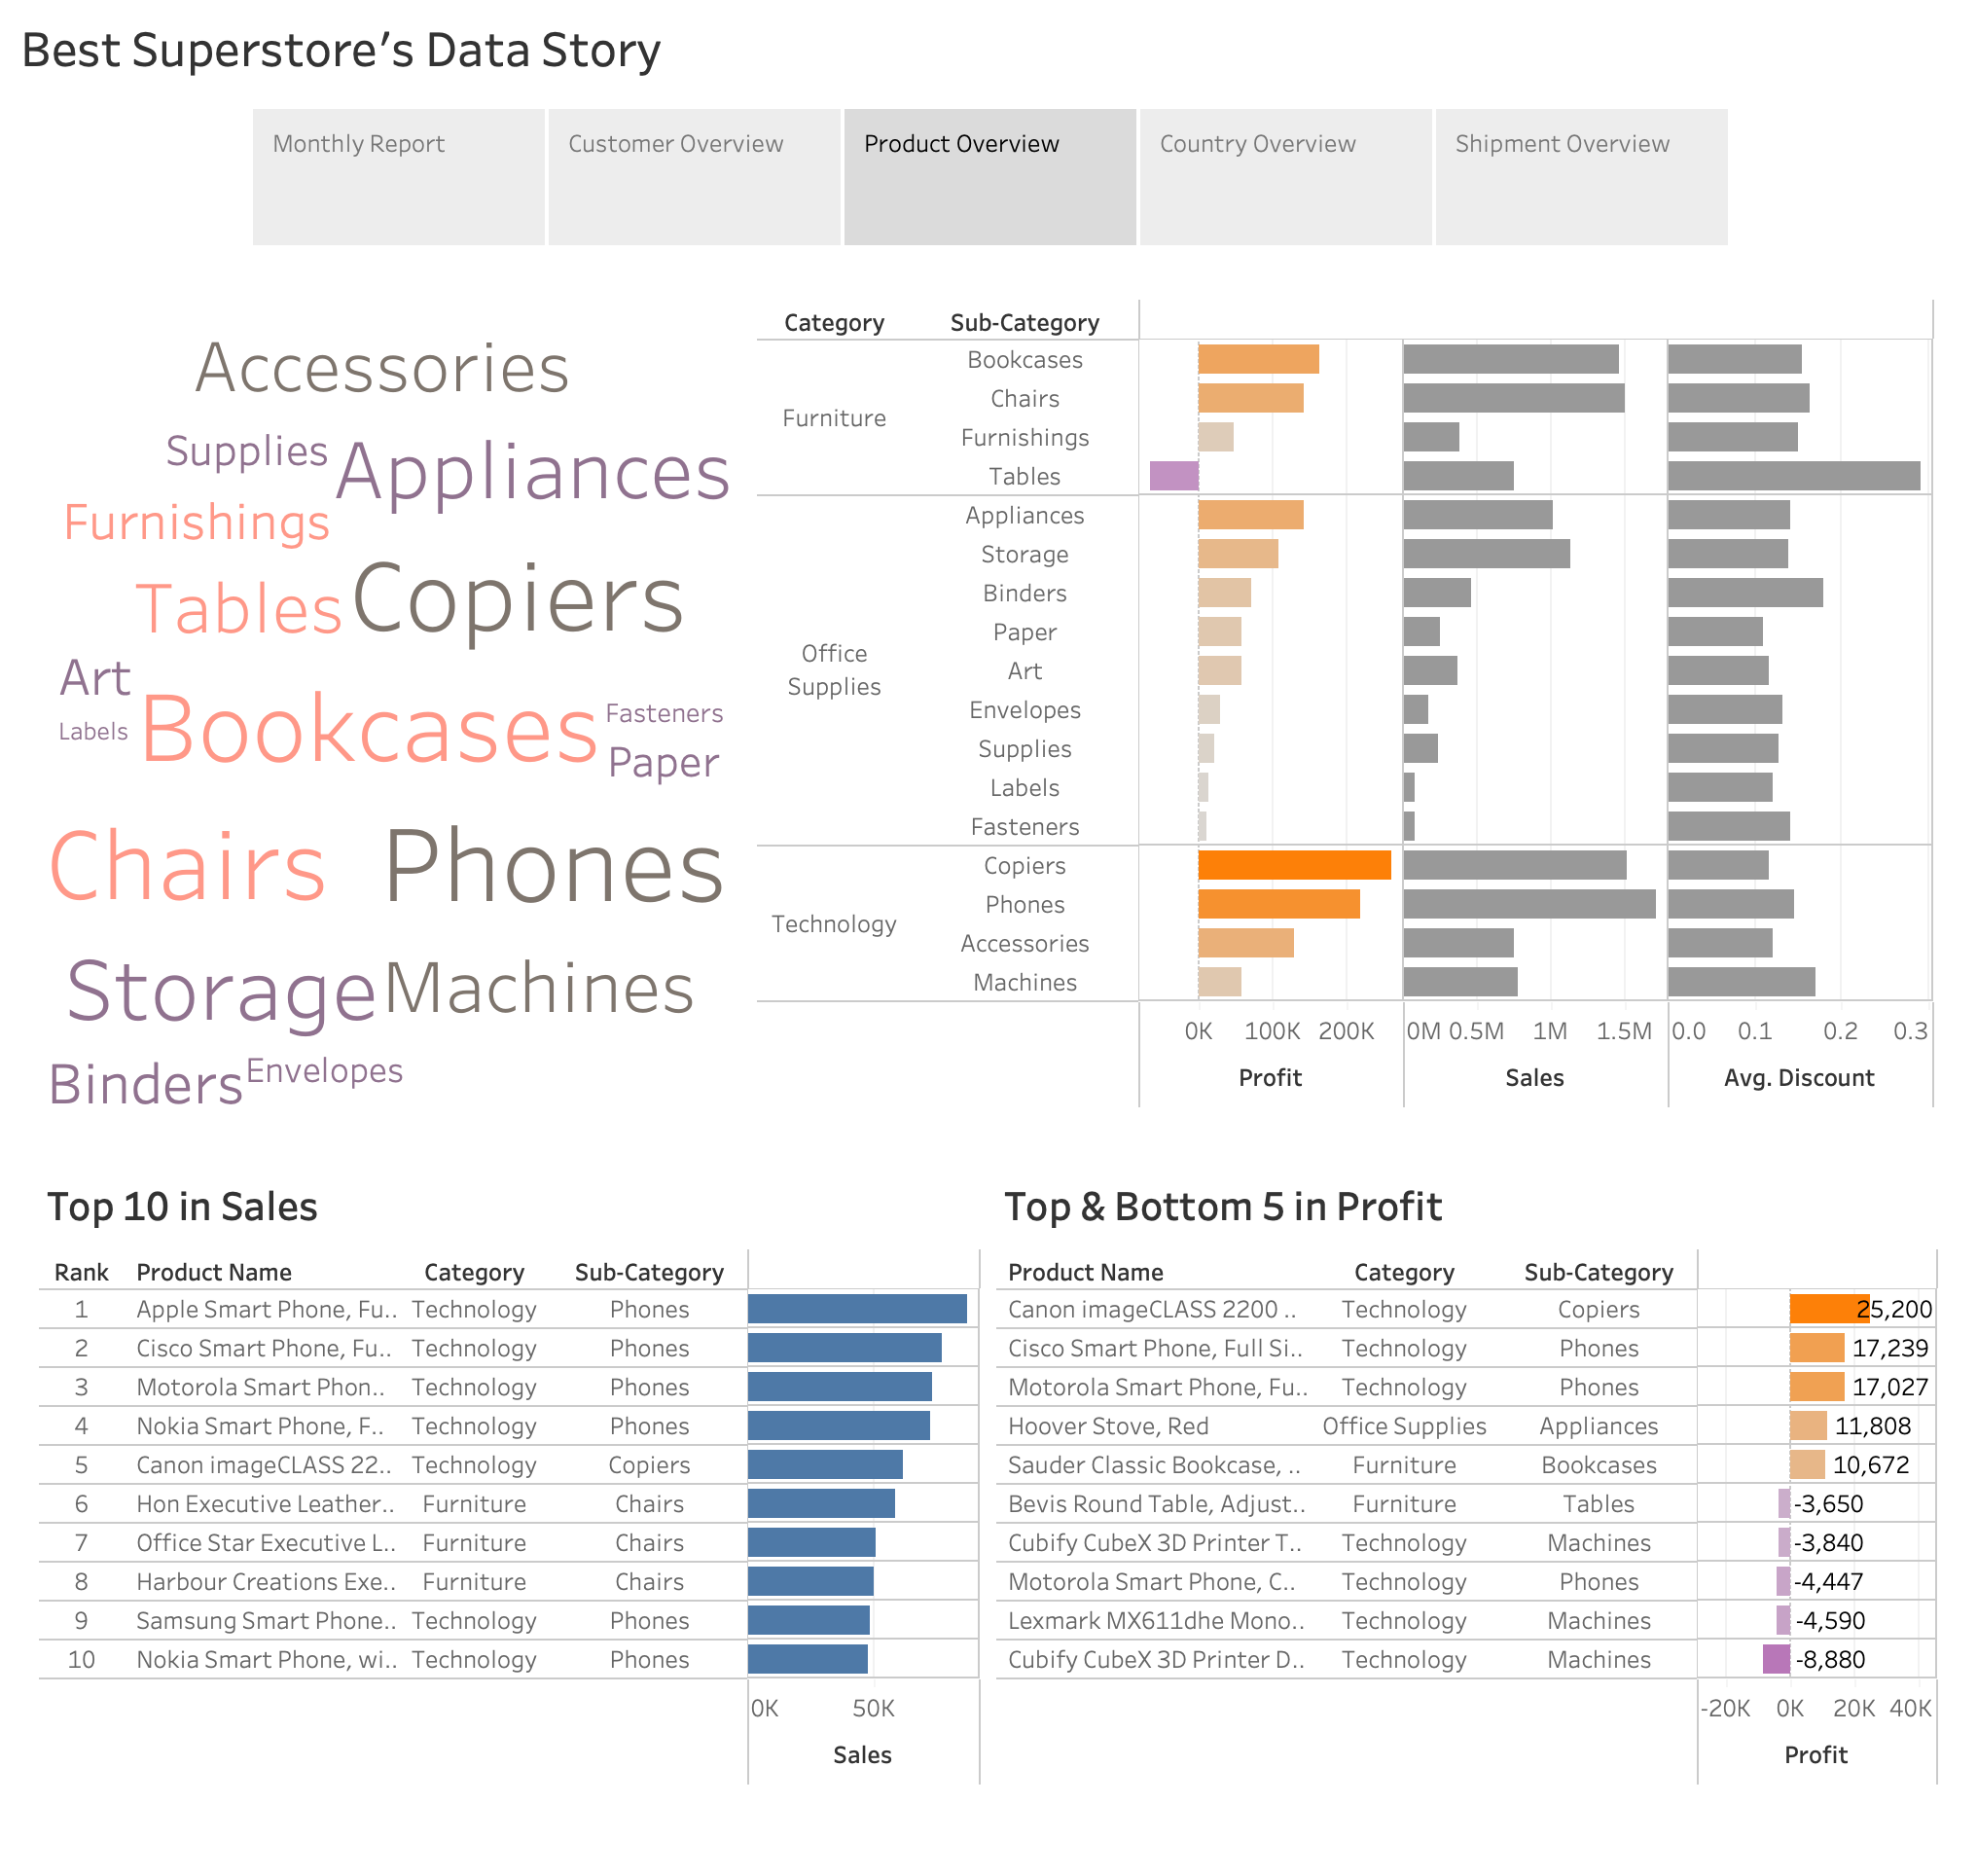 Best Superstore’s Data Story
Monthly Report
Customer Overview
Product Overview
Country Overview
Shipment Overview
Accessories
Supplies Appliances
Furnishings
Tables Copiers
Art
Labels Bookcases Fasteners
Paper
Chairs Phones
Storage Machines
Binders Envelopes
Category Sub-Category
Furniture
Bookcases
Chairs
Furnishings
Tables
Office
Supplies
Appliances
Storage
Binders
Paper
Art
Envelopes
Supplies
Labels
Fasteners
Technology
Copiers
Phones
Accessories
Machines
0K 100K 200K
0M 0.5M 1M 1.5M
0.0 0.1 0.2 0.3
Profit
Sales
Avg. Discount
Top 10 in Sales
Rank Product Name Category Sub-Category
1 Apple Smart Phone, Fu.. Technology Phones
2 Cisco Smart Phone, Fu.. Technology Phones
3 Motorola Smart Phon.. Technology Phones
4 Nokia Smart Phone, F.. Technology Phones
5 Canon imageCLASS 22.. Technology Copiers
6 Hon Executive Leather.. Furniture Chairs
7 Office Star Executive L.. Furniture Chairs
8 Harbour Creations Exe.. Furniture Chairs
9 Samsung Smart Phone.. Technology Phones
10 Nokia Smart Phone, wi.. Technology Phones
0K 50K
Sales
Top & Bottom 5 in Profit
Product Name Category Sub-Category
Canon imageCLASS 2200 .. Technology Copiers 25,200
Cisco Smart Phone, Full Si.. Technology Phones 17,239
Motorola Smart Phone, Fu.. Technology Phones 17,027
Hoover Stove, Red Office Supplies Appliances 11,808
Sauder Classic Bookcase, .. Furniture Bookcases 10,672
Bevis Round Table, Adjust.. Furniture Tables -3,650
Cubify CubeX 3D Printer T.. Technology Machines -3,840
Motorola Smart Phone, C.. Technology Phones -4,447
Lexmark MX611dhe Mono.. Technology Machines -4,590
Cubify CubeX 3D Printer D.. Technology Machines -8,880
-20K 0K 20K 40K
Profit